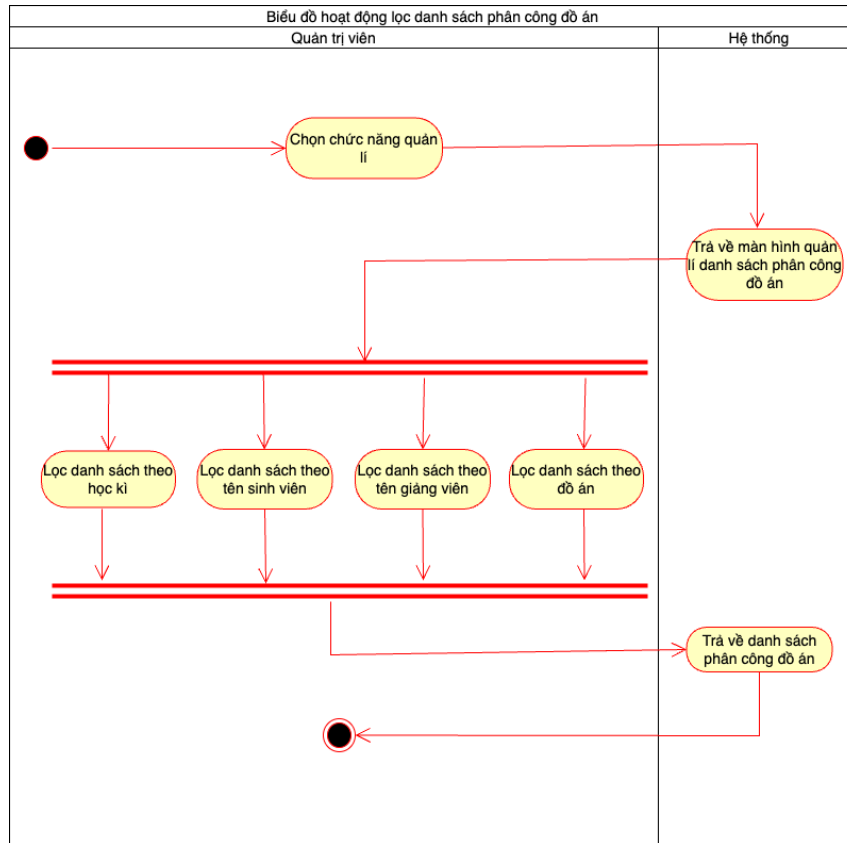 Biểu đồ hoạt động lọc danh sách phân công đồ án
Quản trị viên
Hệ thống
Chọn chức năng quản
lí
Trả về màn hình quản
lí danh sách phân công
đồ án
Lọc danh sách theo
học kì
Lọc danh sách theo
tên sinh viên
Lọc danh sách theo
tên giảng viên
Lọc danh sách theo
đồ án
Trả về danh sách
phân công đồ án